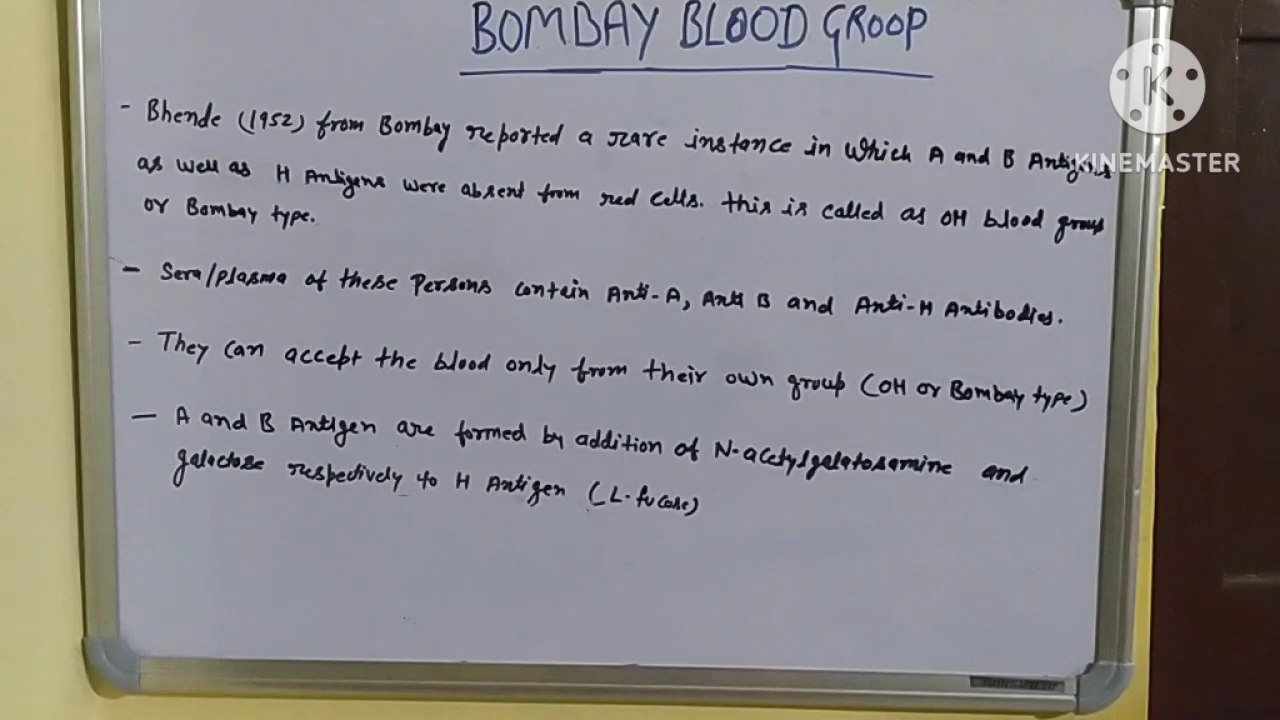 BOMBAY BLOOD GROOP
- Bhende (1952) from Bombay reported a rare instance in which A and B Antigens
as well as H Antigens were absent from red cells. this is called as OH blood group
or Bombay type.
- Sera/plasma of these Persons contain Anti-A, Anti B and Anti-H Antibodies.
- They can accept the blood only from their own group (OH or Bombay type)
- A and B Antigen are formed by addition of N-acetylgalatosamine and
galactose respectively to H Antigen (L-fucose)
K
KINEMASTER